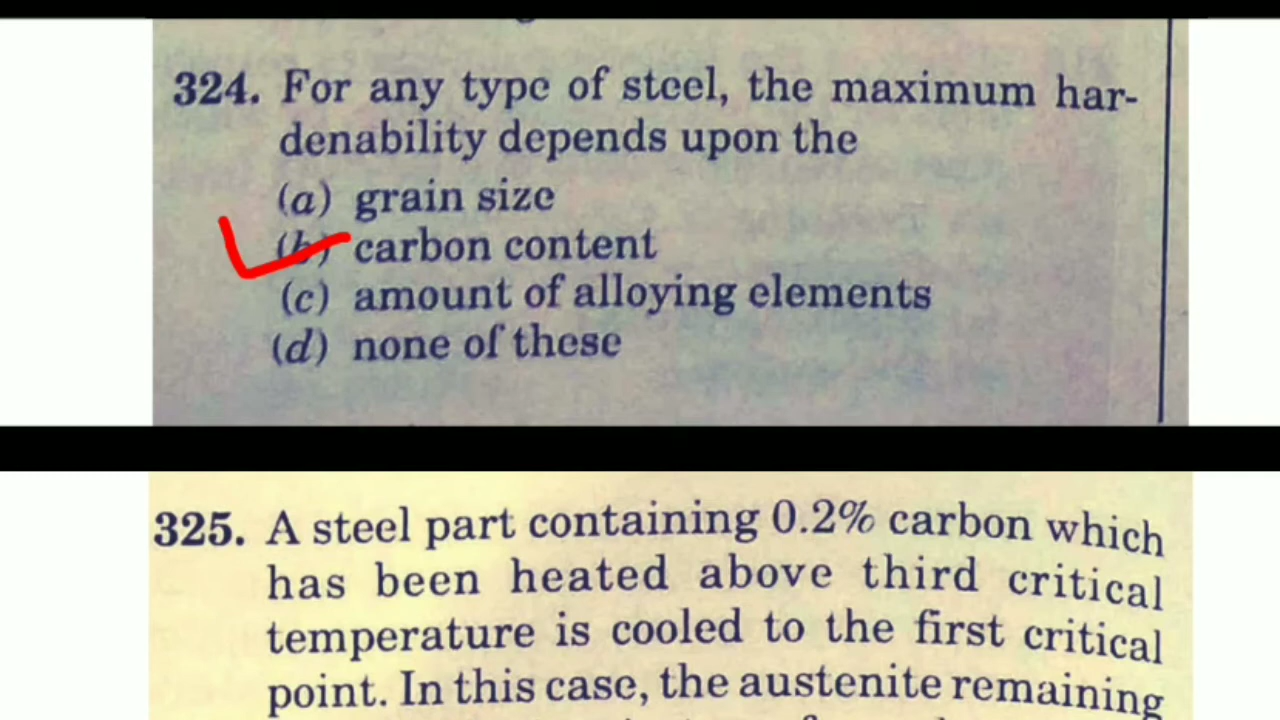 324. For any type of steel, the maximum har-
denability depends upon the
(a) grain size
(b) carbon content
(c) amount of alloying elements
(d) none of these
325. A steel part containing 0.2% carbon which
has been heated above third critical
temperature is cooled to the first critical
point. In this case, the austenite remaining